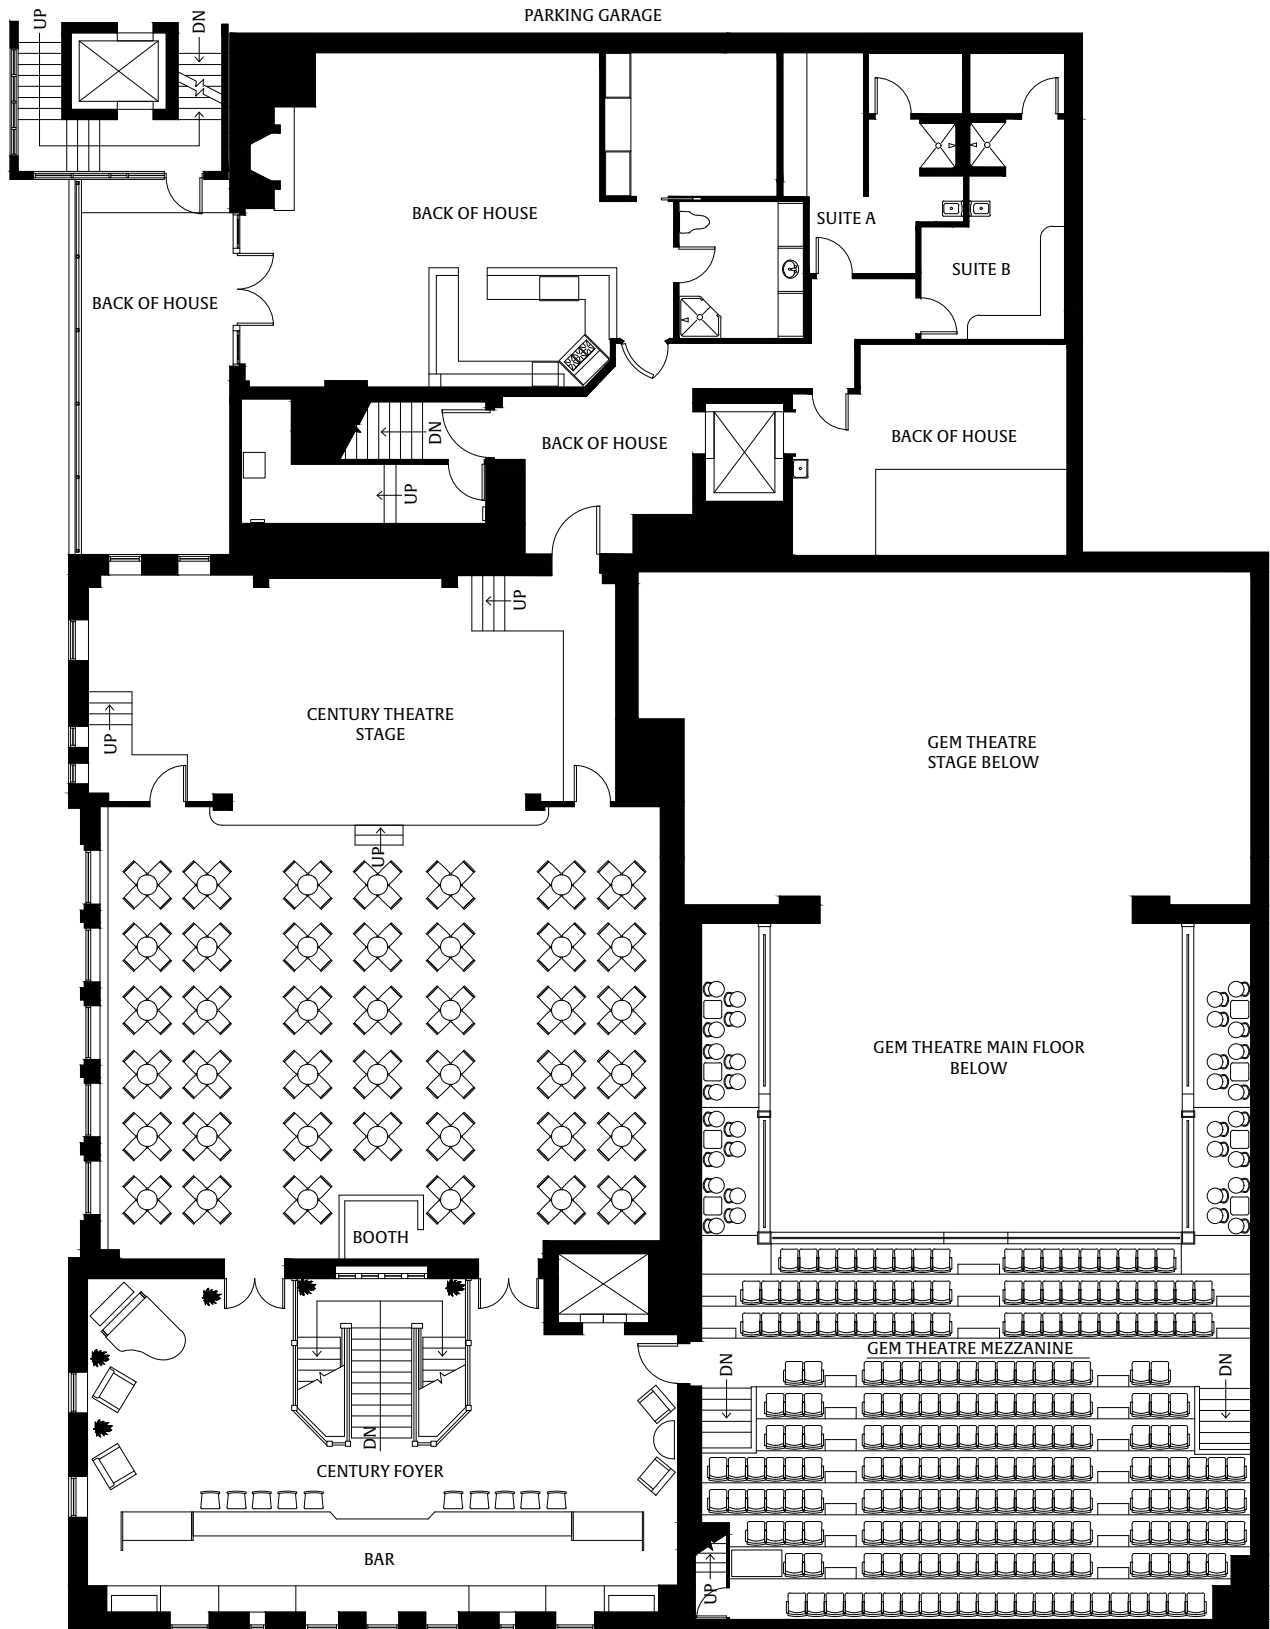 PARKING GARAGE
UP
DN
BACK OF HOUSE
SUITE A
SUITE B
BACK OF HOUSE
DN
BACK OF HOUSE
BACK OF HOUSE
UP
UP
CENTURY THEATRE
STAGE
UP
GEM THEATRE
STAGE BELOW
UP
GEM THEATRE MAIN FLOOR
BELOW
BOOTH
GEM THEATRE MEZZANINE
DN
DN
DN
CENTURY FOYER
BAR
UP